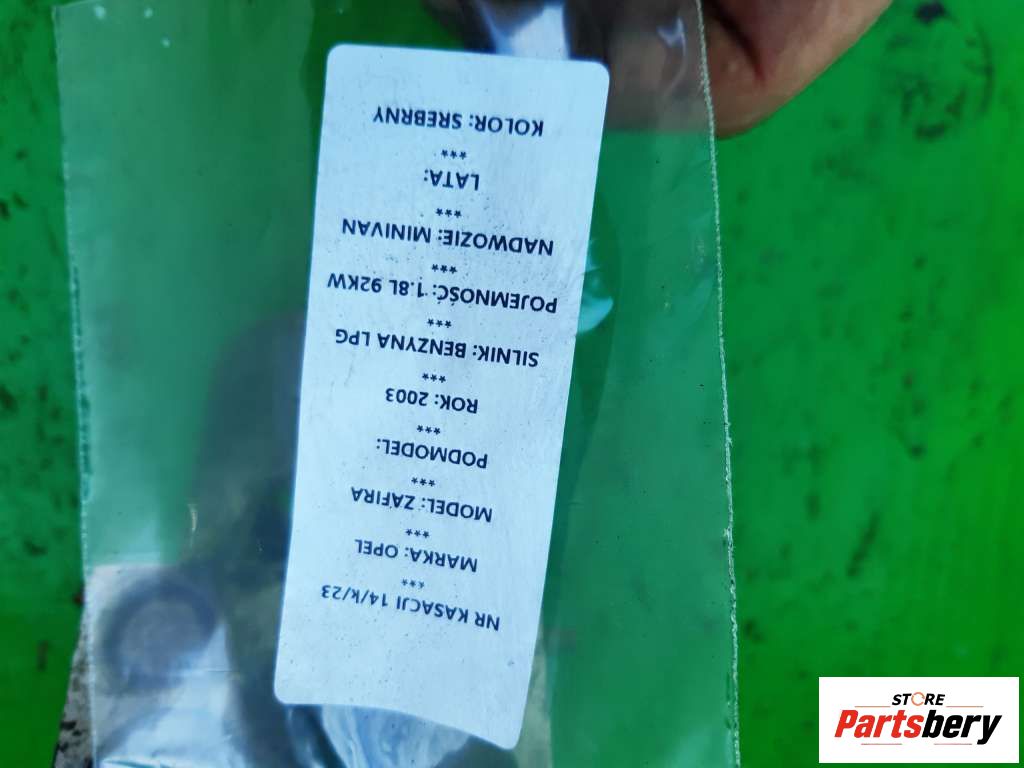 NR KASACJI 14/k/23
***
MARKA: OPEL
***
MODEL: ZAFIRA
***
PODMODEL:
***
ROK: 2003
***
SILNIK: BENZYNA LPG
***
POJEMNOŚĆ: 1.8L 92KW
***
NADWOZIE: MINIVAN
***
LATA:
***
KOLOR: SREBRNY
STORE
Partsbery